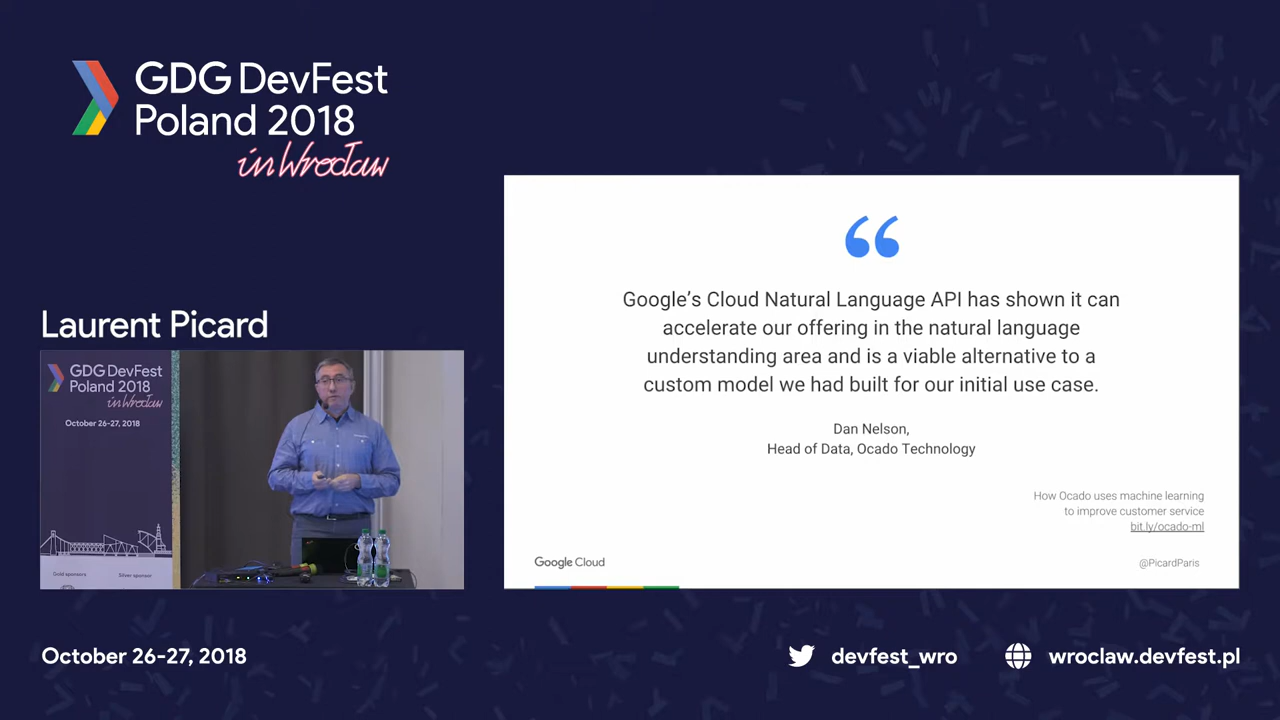 GDG DevFest
Poland 2018
in Wrocław
Laurent Picard
GDG DevFest
Poland 2018
in Wrocław
October 26-27, 2018
Gold sponsors
Silver sponsor
“
Google’s Cloud Natural Language API has shown it can
accelerate our offering in the natural language
understanding area and is a viable alternative to a
custom model we had built for our initial use case.
Dan Nelson,
Head of Data, Ocado Technology
How Ocado uses machine learning
to improve customer service
bit.ly/ocado-ml
Google Cloud
@PicardParis
October 26-27, 2018
devfest_wro
wroclaw.devfest.pl